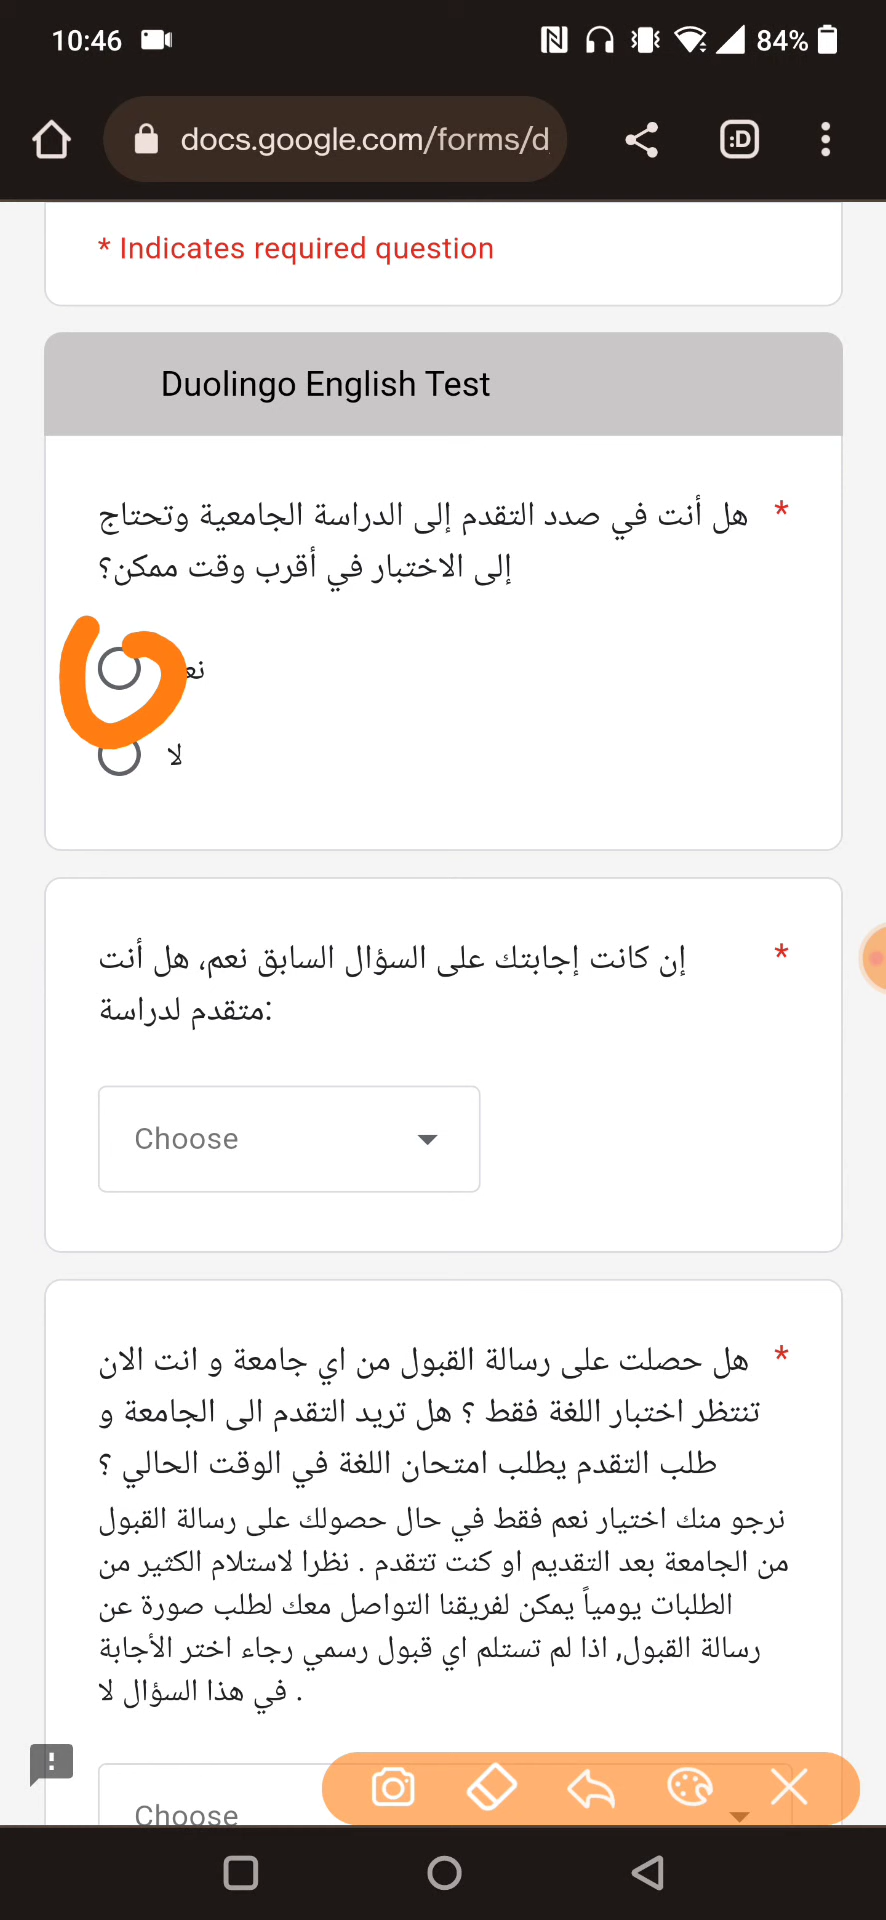 10:46
84%
docs.google.com/forms/d
:D
* Indicates required question
Duolingo English Test
هل أنت في صدد التقدم إلى الدراسة الجامعية وتحتاج *
إلى الاختبار في أقرب وقت ممكن؟
لا
إن كانت إجابتك على السؤال السابق نعم، هل أنت *
متقدم لدراسة:
Choose
هل حصلت على رسالة القبول من اي جامعة و انت الان *
تنتظر اختبار اللغة فقط ؟ هل تريد التقدم الى الجامعة و
طلب التقدم يطلب امتحان اللغة في الوقت الحالي ؟
نرجو منك اختيار نعم فقط في حال حصولك على رسالة القبول
من الجامعة بعد التقديم او كنت تتقدم . نظرا لاستلام الكثير من
الطلبات يومياً يمكن لفريقنا التواصل معك لطلب صورة عن
رسالة القبول, اذا لم تستلم اي قبول رسمي رجاء اختر الأجابة
في هذا السؤال لا .
Choose